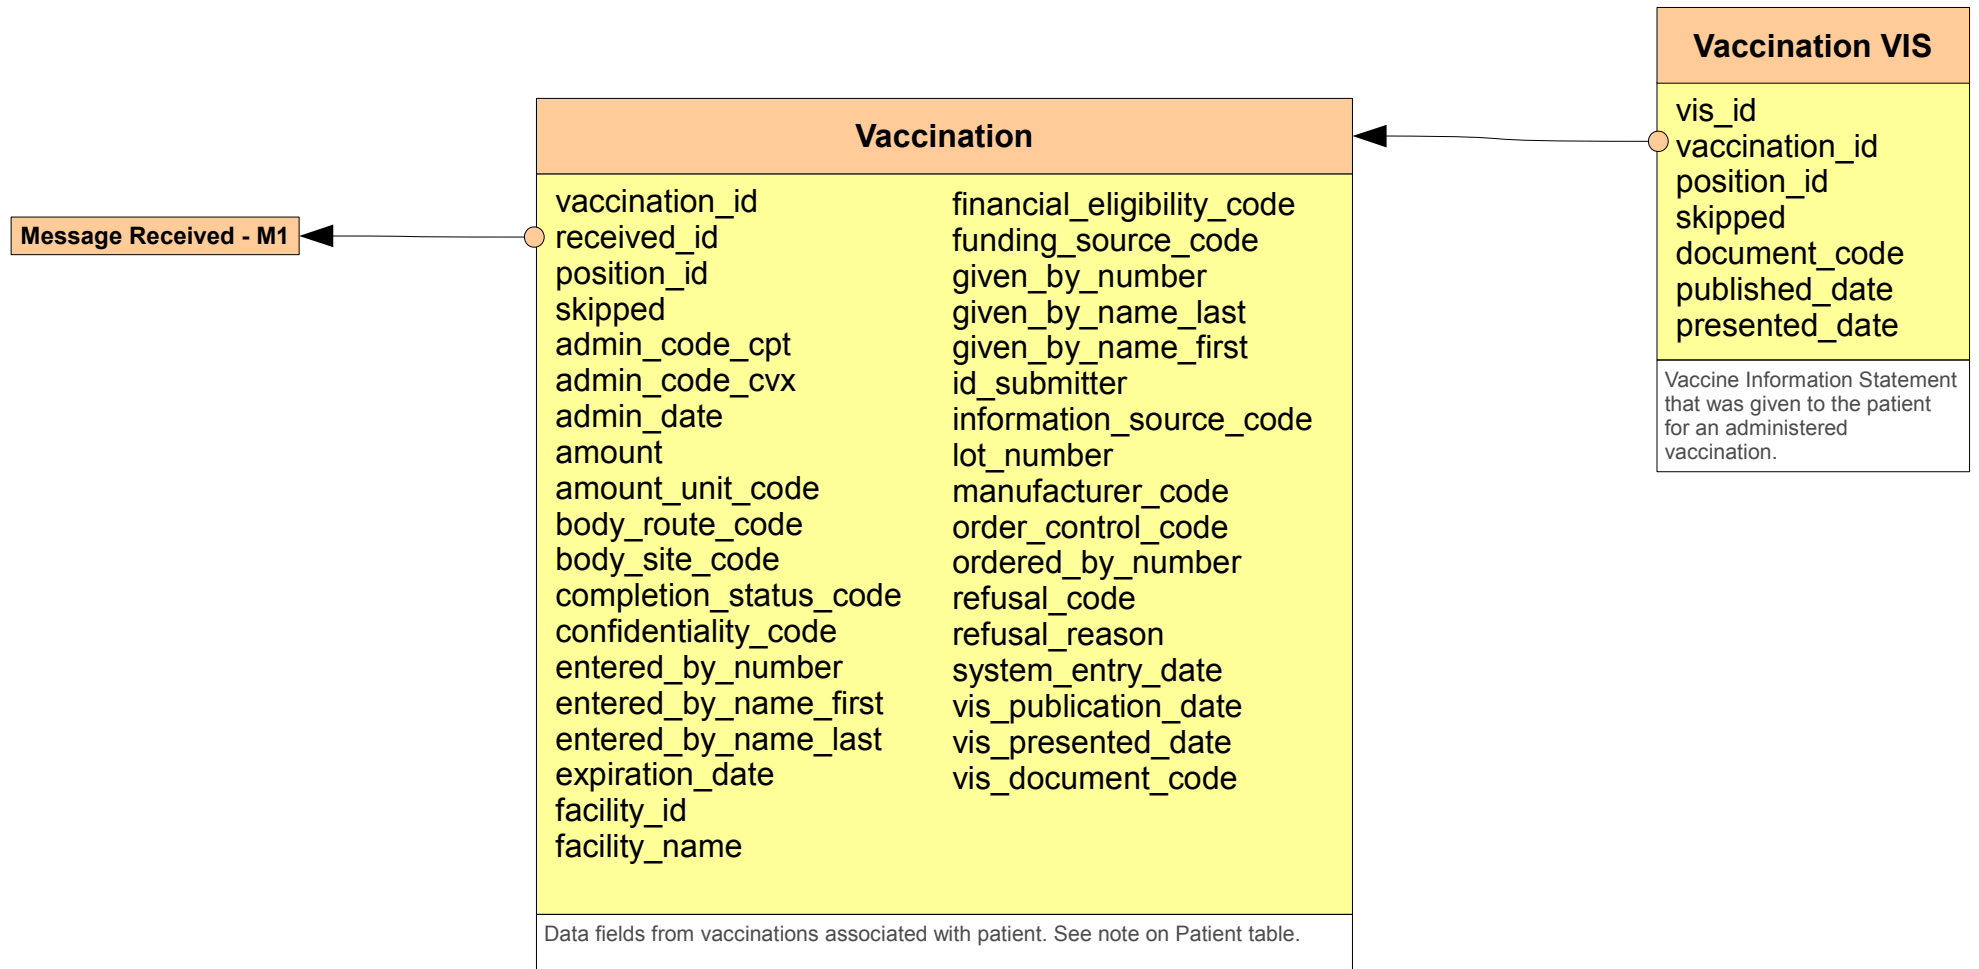 Message Received - M1
Vaccination
vaccination_id
received_id
position_id
skipped
admin_code_cpt
admin_code_cvx
admin_date
amount
amount_unit_code
body_route_code
body_site_code
completion_status_code
confidentiality_code
entered_by_number
entered_by_name_first
entered_by_name_last
expiration_date
facility_id
facility_name
financial_eligibility_code
funding_source_code
given_by_number
given_by_name_last
given_by_name_first
id_submitter
information_source_code
lot_number
manufacturer_code
order_control_code
ordered_by_number
refusal_code
refusal_reason
system_entry_date
vis_publication_date
vis_presented_date
vis_document_code
Data fields from vaccinations associated with patient. See note on Patient table.
Vaccination VIS
vis_id
vaccination_id
position_id
skipped
document_code
published_date
presented_date
Vaccine Information Statement
that was given to the patient
for an administered
vaccination.